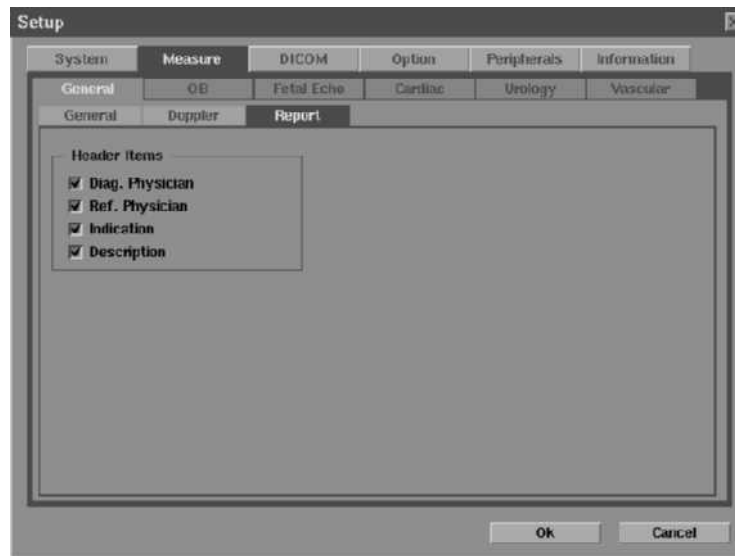 Setup
System Measure DICOM Option Peripherals Information
General OB Fetal Echo Cardiac Urology Vascular
General Doppler Report
Header Items
Diag. Physician
Ref. Physician
Indication
Description
Ok Cancel